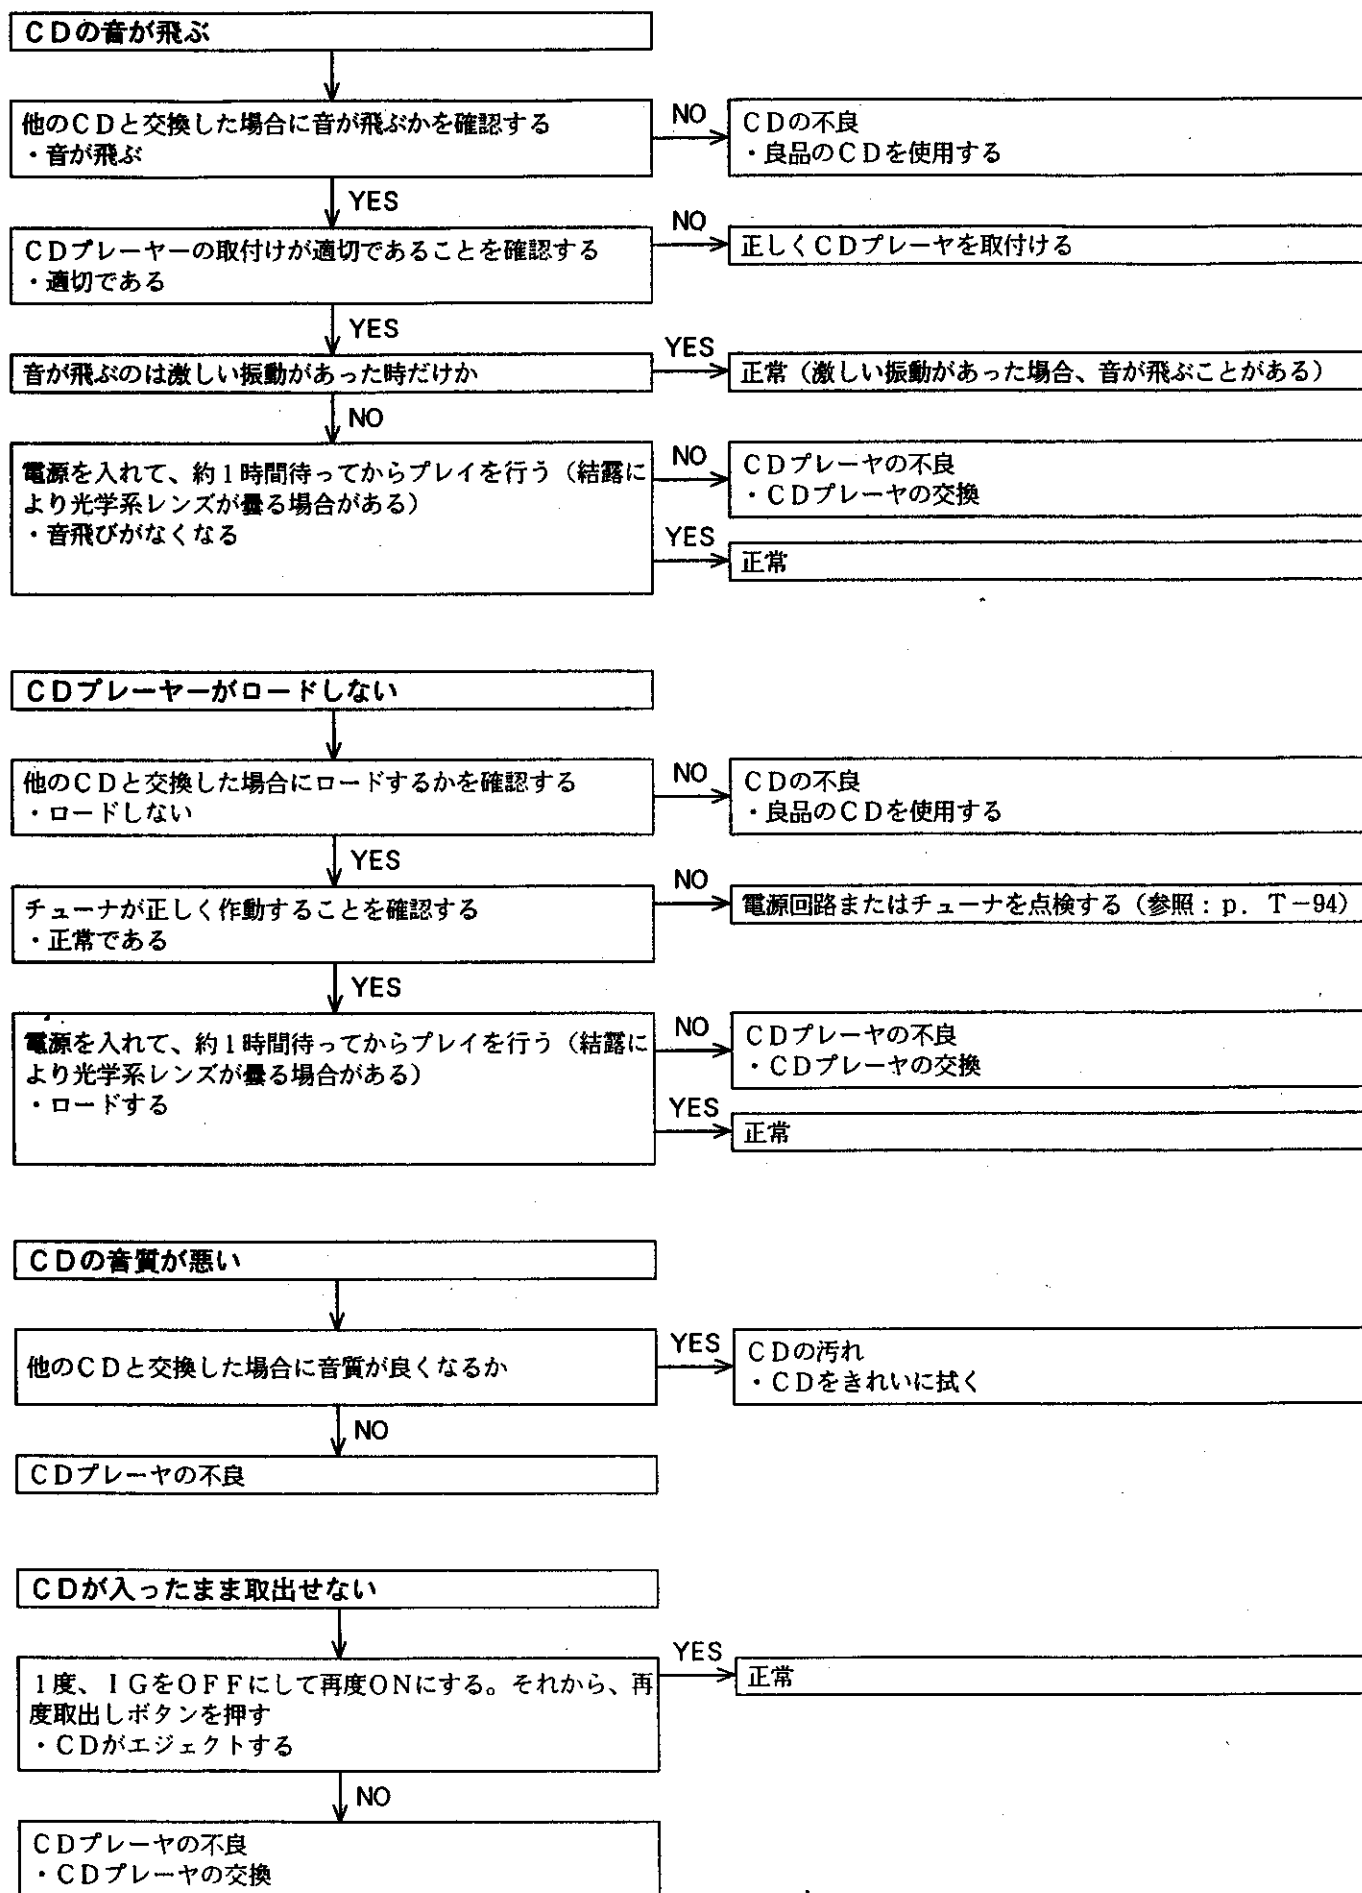 CDの音が飛ぶ
他のCDと交換した場合に音が飛ぶかを確認する
・音が飛ぶ
NO
CDの不良
・良品のCDを使用する
YES
CDプレーヤーの取付けが適切であることを確認する
・適切である
NO
正しくCDプレーヤを取付ける
YES
音が飛ぶのは激しい振動があった時だけか
YES
正常（激しい振動があった場合、音が飛ぶことがある）
NO
電源を入れて、約1時間待ってからプレイを行う（結露に
より光学系レンズが曇る場合がある）
・音飛びがなくなる
NO
CDプレーヤの不良
・CDプレーヤの交換
YES
正常
CDプレーヤーがロードしない
他のCDと交換した場合にロードするかを確認する
・ロードしない
NO
CDの不良
・良品のCDを使用する
YES
チューナが正しく作動することを確認する
・正常である
NO
電源回路またはチューナを点検する（参照：p．T－94）
YES
電源を入れて、約1時間待ってからプレイを行う（結露に
より光学系レンズが曇る場合がある）
・ロードする
NO
CDプレーヤの不良
・CDプレーヤの交換
YES
正常
CDの音質が悪い
他のCDと交換した場合に音質が良くなるか
YES
CDの汚れ
・CDをきれいに拭く
NO
CDプレーヤの不良
CDが入ったまま取出せない
1度、IGをOFFにして再度ONにする。それから、再
度取出しボタンを押す
・CDがエジェクトする
YES
正常
NO
CDプレーヤの不良
・CDプレーヤの交換